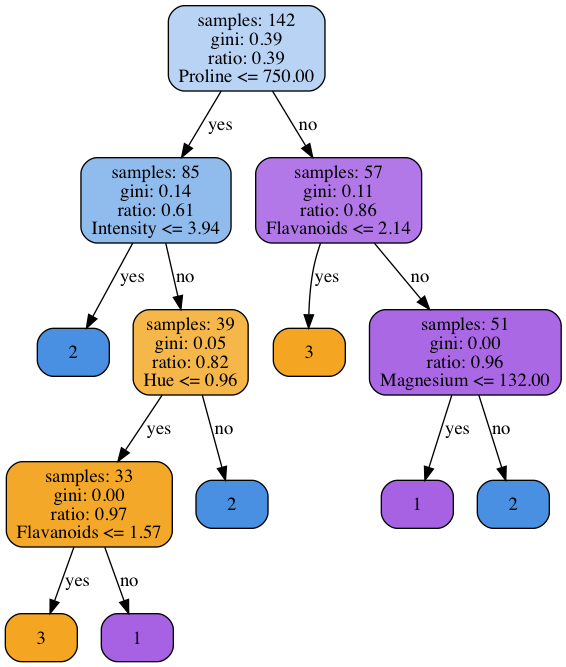 samples: 142
gini: 0.39
ratio: 0.39
Proline <= 750.00
yes
no
samples: 85
gini: 0.14
ratio: 0.61
Intensity <= 3.94
samples: 57
gini: 0.11
ratio: 0.86
Flavanoids <= 2.14
yes
no
yes
no
2
samples: 39
gini: 0.05
ratio: 0.82
Hue <= 0.96
3
samples: 51
gini: 0.00
ratio: 0.96
Magnesium <= 132.00
yes
no
yes
no
samples: 33
gini: 0.00
ratio: 0.97
Flavanoids <= 1.57
2
1
2
yes
no
3
1